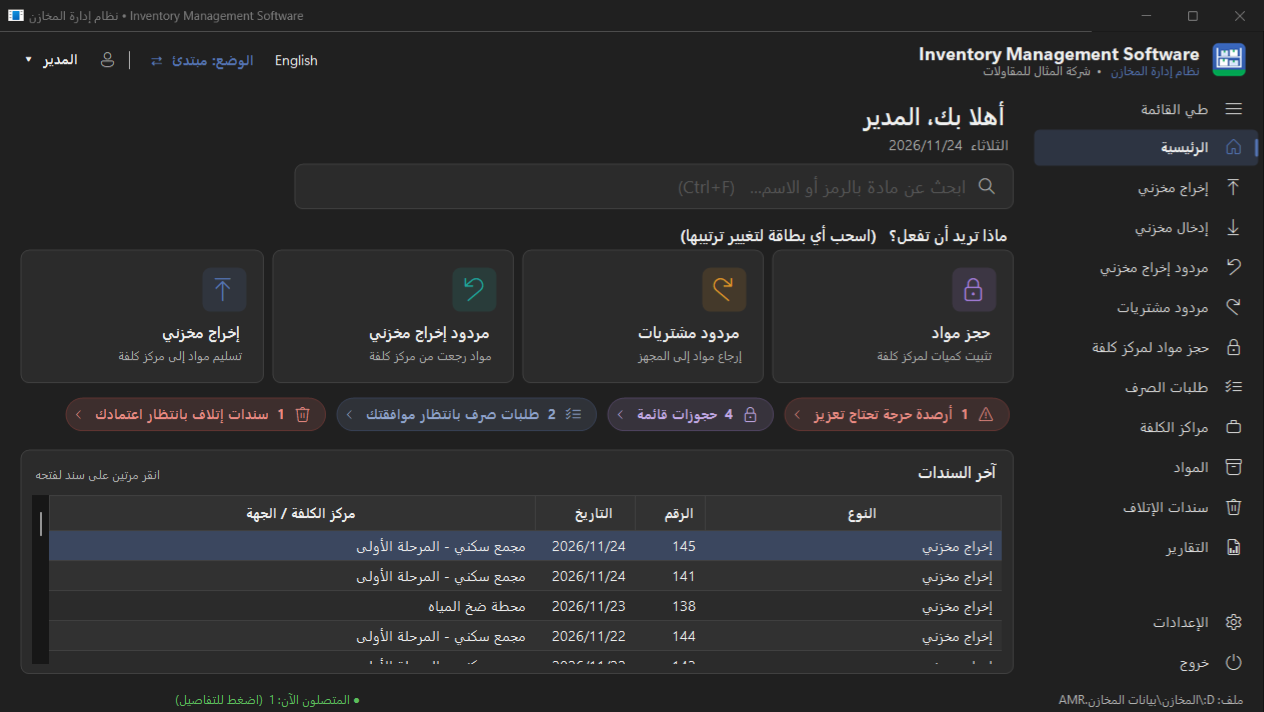 نظام إدارة المخازن • Inventory Management Software
Inventory Management Software
نظام إدارة المخازن • شركة المثال للمقاولات
English
الوضع: مبتدئ
المدير
طي القائمة
الرئيسية
إخراج مخزني
إدخال مخزني
مردود إخراج مخزني
مردود مشتريات
حجز مواد لمركز كلفة
طلبات الصرف
مراكز الكلفة
المواد
سندات الإتلاف
التقارير
الإعدادات
خروج
أهلا بك، المدير
الثلاثاء 2026/11/24
ابحث عن مادة بالرمز أو الاسم... (Ctrl+F)
ماذا تريد أن تفعل؟ (اسحب أي بطاقة لتغيير ترتيبها)
حجز مواد
تثبيت كميات لمركز كلفة
مردود مشتريات
إرجاع مواد إلى المجهز
مردود إخراج مخزني
مواد رجعت من مركز كلفة
إخراج مخزني
تسليم مواد إلى مركز كلفة
1 أرصدة حرجة تحتاج تعزيز
4 حجوزات قائمة
2 طلبات صرف بانتظار موافقتك
1 سندات إتلاف بانتظار اعتمادك
آخر السندات
انقر مرتين على سند لفتحه
النوع الرقم التاريخ مركز الكلفة / الجهة
إخراج مخزني 145 2026/11/24 مجمع سكني - المرحلة الأولى
إخراج مخزني 141 2026/11/24 مجمع سكني - المرحلة الأولى
إخراج مخزني 138 2026/11/23 محطة ضخ المياه
إخراج مخزني 144 2026/11/22 مجمع سكني - المرحلة الأولى
ملف: D:\المخازن\بيانات المخازن.AMR
● المتصلون الآن: 1 (اضغط للتفاصيل)